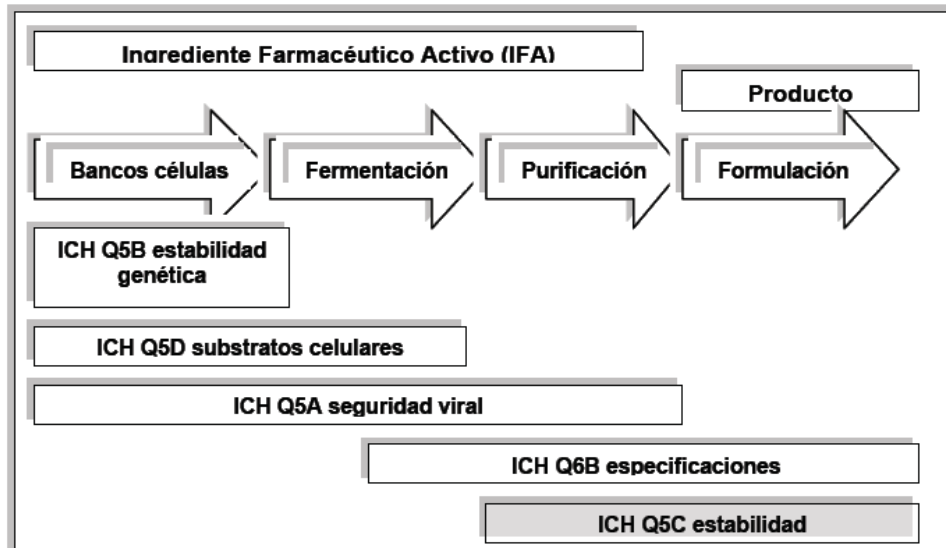 Ingrediente Farmacéutico Activo (IFA)
Producto
Bancos células
Fermentación
Purificación
Formulación
ICH Q5B estabilidad
genética
ICH Q5D substratos celulares
ICH Q5A seguridad viral
ICH Q6B especificaciones
ICH Q5C estabilidad